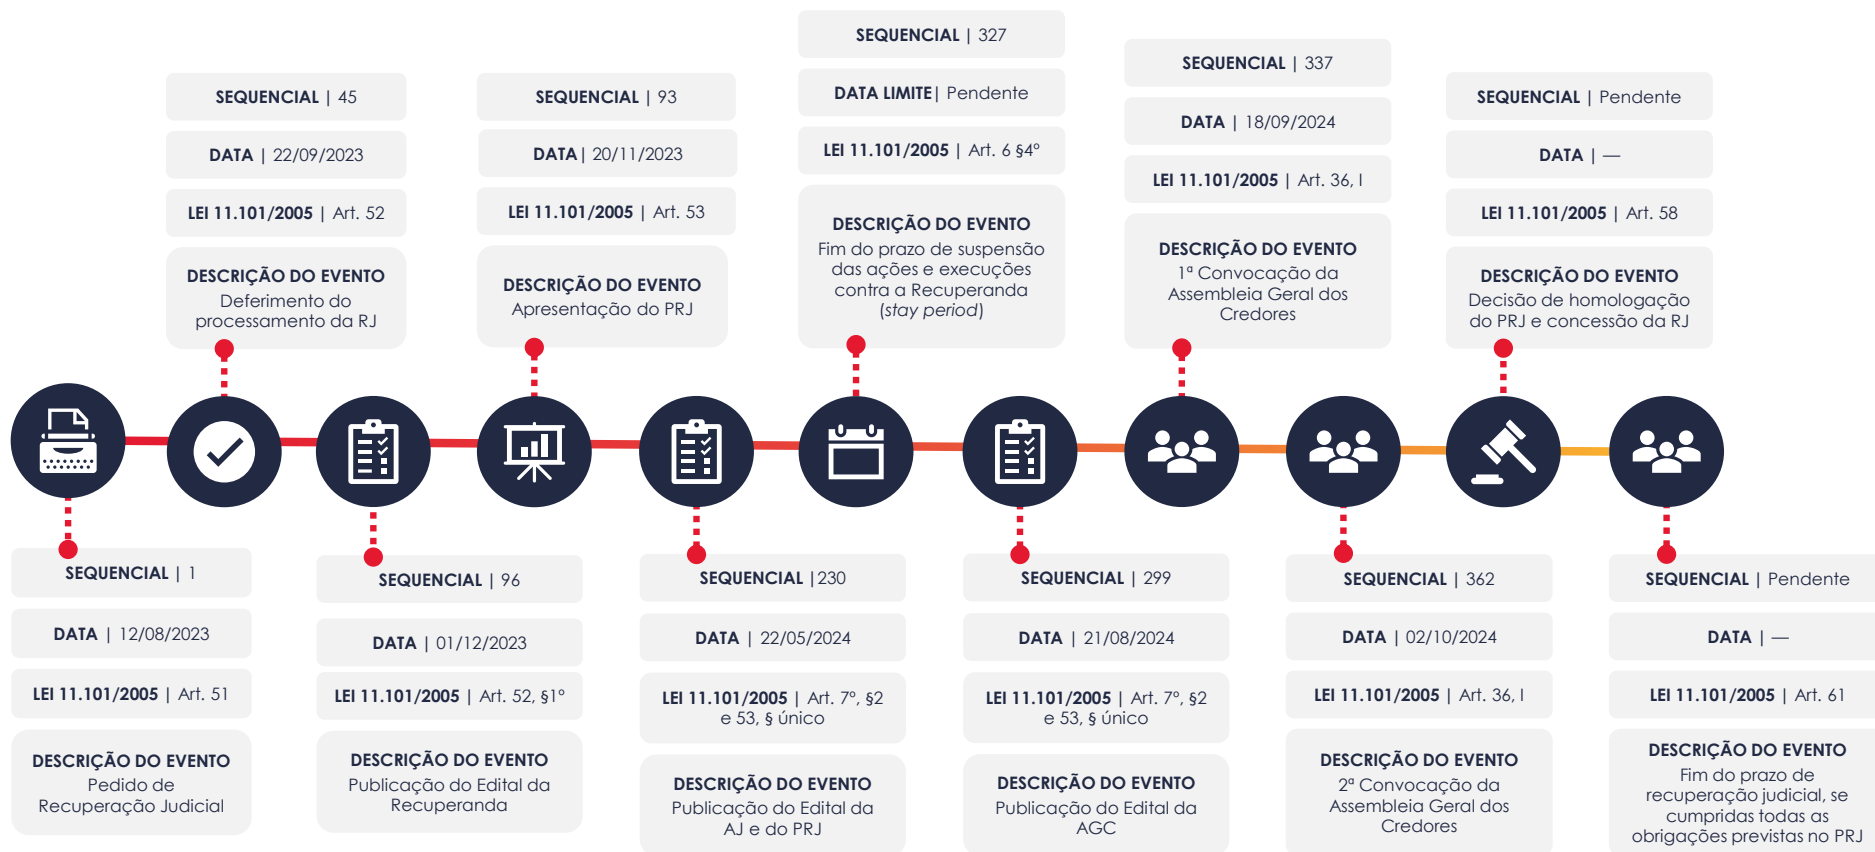 SEQUENCIAL | 1
DATA | 12/08/2023
LEI 11.101/2005 | Art. 51
DESCRIÇÃO DO EVENTO
Pedido de
Recuperação Judicial
SEQUENCIAL | 45
DATA | 22/09/2023
LEI 11.101/2005 | Art. 52
DESCRIÇÃO DO EVENTO
Deferimento do
processamento da RJ
SEQUENCIAL | 96
DATA | 01/12/2023
LEI 11.101/2005 | Art. 52, §1º
DESCRIÇÃO DO EVENTO
Publicação do Edital da
Recuperanda
SEQUENCIAL | 93
DATA| 20/11/2023
LEI 11.101/2005 | Art. 53
DESCRIÇÃO DO EVENTO
Apresentação do PRJ
SEQUENCIAL |230
DATA | 22/05/2024
LEI 11.101/2005 | Art. 7º, §2
e 53, § único
DESCRIÇÃO DO EVENTO
Publicação do Edital da
AJ e do PRJ
SEQUENCIAL | 327
DATA LIMITE| Pendente
LEI 11.101/2005 | Art. 6 §4º
DESCRIÇÃO DO EVENTO
Fim do prazo de suspensão
das ações e execuções
contra a Recuperanda
(stay period)
SEQUENCIAL | 299
DATA | 21/08/2024
LEI 11.101/2005 | Art. 7º, §2
e 53, § único
DESCRIÇÃO DO EVENTO
Publicação do Edital da
AGC
SEQUENCIAL | 337
DATA | 18/09/2024
LEI 11.101/2005 | Art. 36, I
DESCRIÇÃO DO EVENTO
1ª Convocação da
Assembleia Geral dos
Credores
SEQUENCIAL | 362
DATA | 02/10/2024
LEI 11.101/2005 | Art. 36, I
DESCRIÇÃO DO EVENTO
2ª Convocação da
Assembleia Geral dos
Credores
SEQUENCIAL | Pendente
DATA | —
LEI 11.101/2005 | Art. 58
DESCRIÇÃO DO EVENTO
Decisão de homologação
do PRJ e concessão da RJ
SEQUENCIAL | Pendente
DATA | —
LEI 11.101/2005 | Art. 61
DESCRIÇÃO DO EVENTO
Fim do prazo de
recuperação judicial, se
cumpridas todas as
obrigações previstas no PRJ